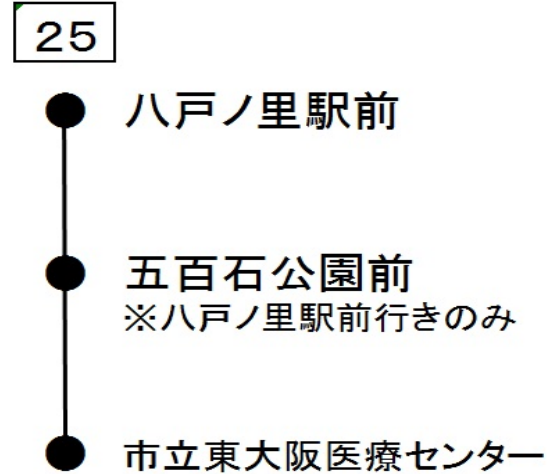 25
八戸ノ里駅前
五百石公園前
※八戸ノ里駅前行きのみ
市立東大阪医療センター